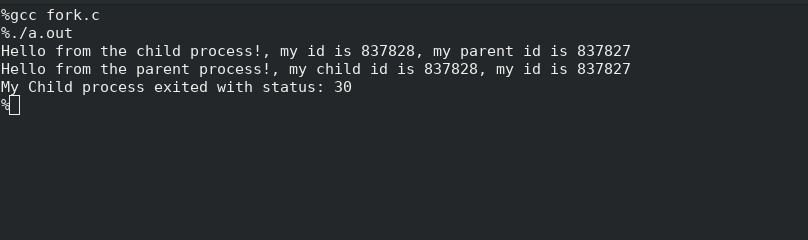 %gcc fork.c
%./a.out
Hello from the child process!, my id is 837828, my parent id is 837827
Hello from the parent process!, my child id is 837828, my id is 837827
My Child process exited with status: 30
%